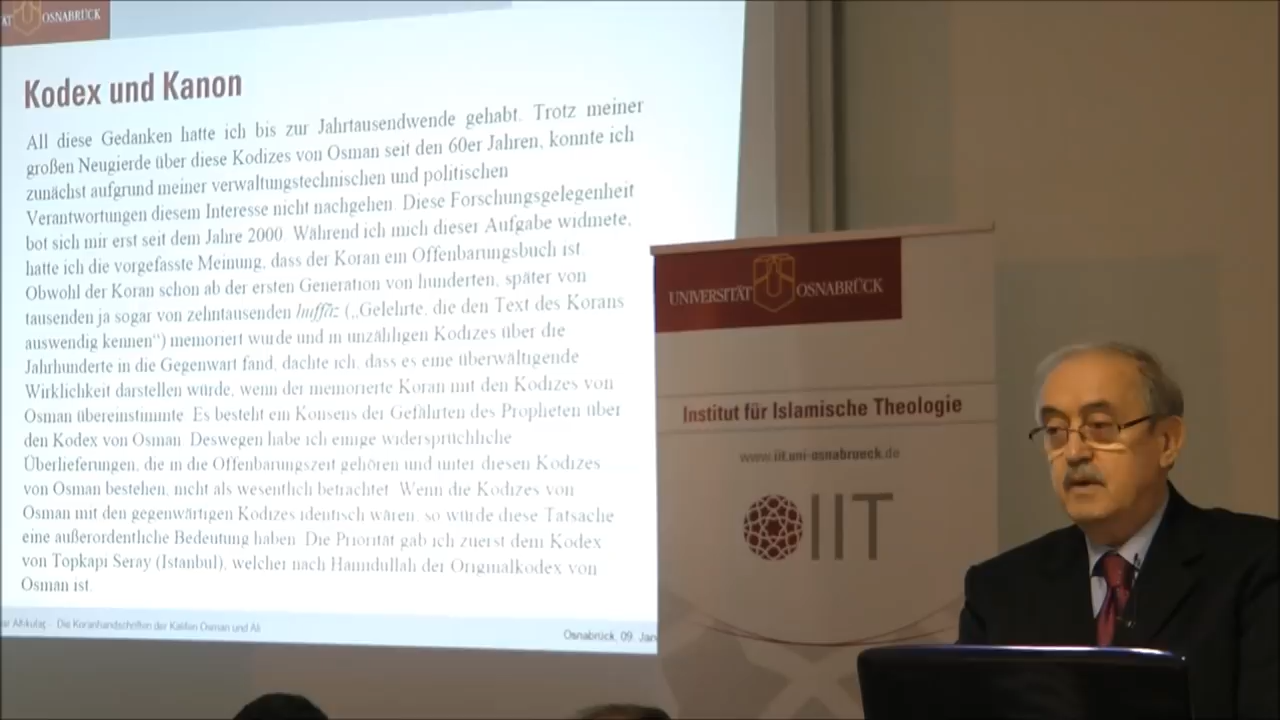 OSNABRÜCK
Kodex und Kanon
All diese Gedanken hatte ich bis zur Jahrtausendwende gehabt. Trotz meiner
großen Neugierde über diese Kodizes von Osman seit den 60er Jahren, konnte ich
zunächst aufgrund meiner verwaltungstechnischen und politischen
Verantwortungen diesem Interesse nicht nachgehen. Diese Forschungsgelegenheit
bot sich mir erst seit dem Jahre 2000. Während ich mich dieser Aufgabe widmete,
hatte ich die vorgefasste Meinung, dass der Koran ein Offenbarungsbuch ist.
Obwohl der Koran schon ab der ersten Generation von hunderten, später von
tausenden ja sogar von zehntausenden huffāz („Gelehrte, die den Text des Korans
auswendig kennen“) memoriert wurde und in unzähligen Kodizes über die
Jahrhunderte in die Gegenwart fand, dachte ich, dass es eine überwältigende
Wirklichkeit darstellen würde, wenn der memorierte Koran mit den Kodizes von
Osman übereinstimmte. Es besteht ein Konsens der Gefährten des Propheten über
den Kodex von Osman. Deswegen habe ich einige widersprüchliche
Überlieferungen, die in die Offenbarungszeit gehören und unter diesen Kodizes
von Osman bestehen, nicht als wesentlich betrachtet. Wenn die Kodizes von
Osman mit den gegenwärtigen Kodizes identisch wären, so würde diese Tatsache
eine außerordentliche Bedeutung haben. Die Priorität gab ich zuerst dem Kodex
von Topkapı Seray (Istanbul), welcher nach Hamidullah der Originalkodex von
Osman ist.
Altıkulaç - Die Koranhandschriften der Kalifen Osman und Ali
Osnabrück, 09.
UNIVERSITÄT OSNABRÜCK
Institut für Islamische Theologie
www.iit.uni-osnabrueck.de
IIT